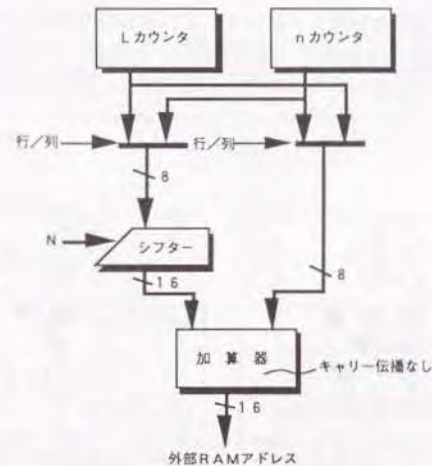 Lカウンタ
nカウンタ
行／列
行／列
8
N
シフター
8
16
加算器
キャリー伝播なし
16
外部RAMアドレス